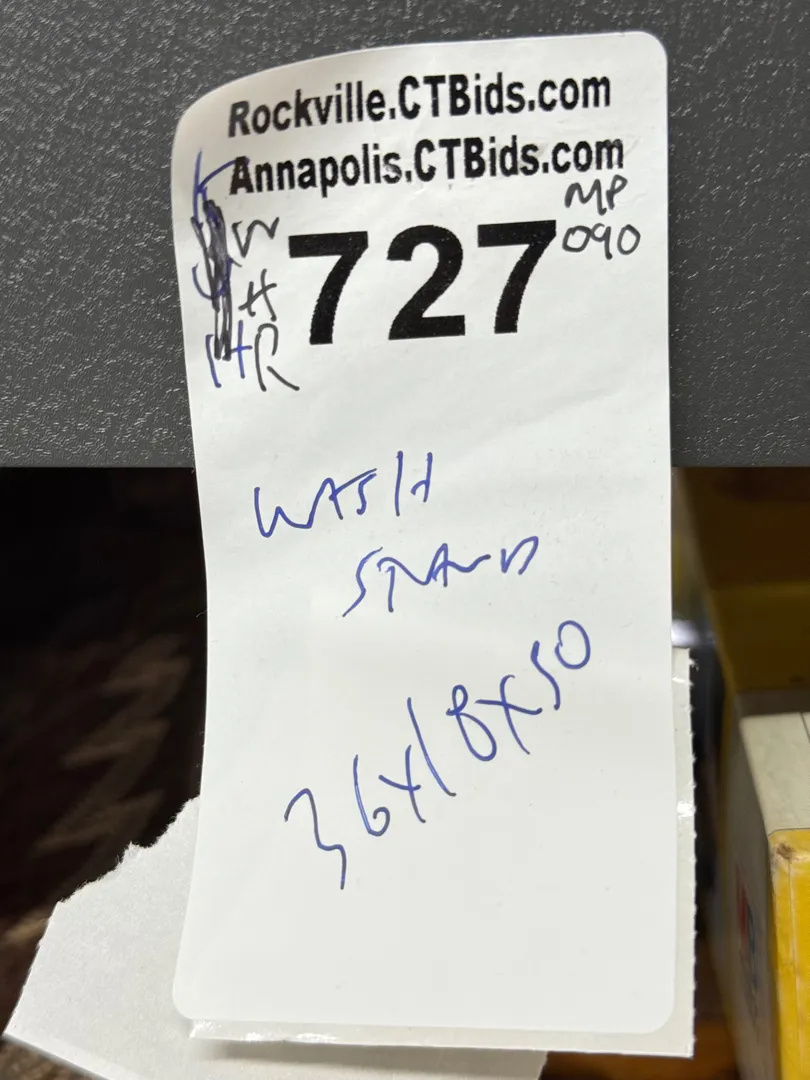 Rockville.CTBids.com
Annapolis.CTBids.com
MP
090
727
W
H
R
WASH
STAND
36x18x50